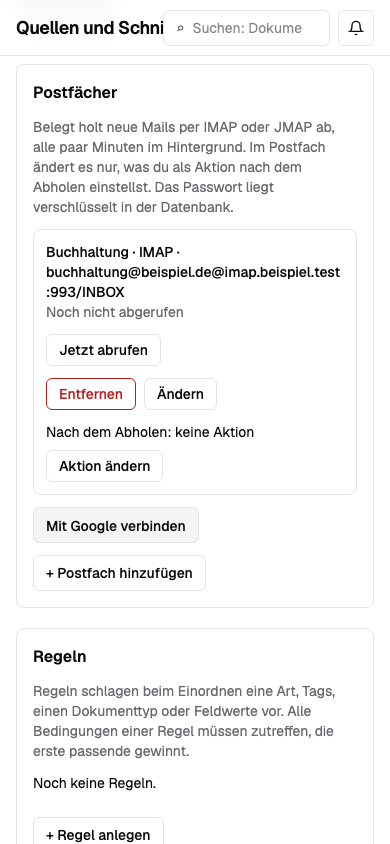 Quellen und Schni
Suchen: Dokume
Postfächer
Belegt holt neue Mails per IMAP oder JMAP ab,
alle paar Minuten im Hintergrund. Im Postfach
ändert es nur, was du als Aktion nach dem
Abholen einstellst. Das Passwort liegt
verschlüsselt in der Datenbank.
Buchhaltung · IMAP ·
buchhaltung@beispiel.de@imap.beispiel.test
:993/INBOX
Noch nicht abgerufen
Jetzt abrufen
Entfernen Ändern
Nach dem Abholen: keine Aktion
Aktion ändern
Mit Google verbinden
+ Postfach hinzufügen
Regeln
Regeln schlagen beim Einordnen eine Art, Tags,
einen Dokumenttyp oder Feldwerte vor. Alle
Bedingungen einer Regel müssen zutreffen, die
erste passende gewinnt.
Noch keine Regeln.
+ Regel anlegen